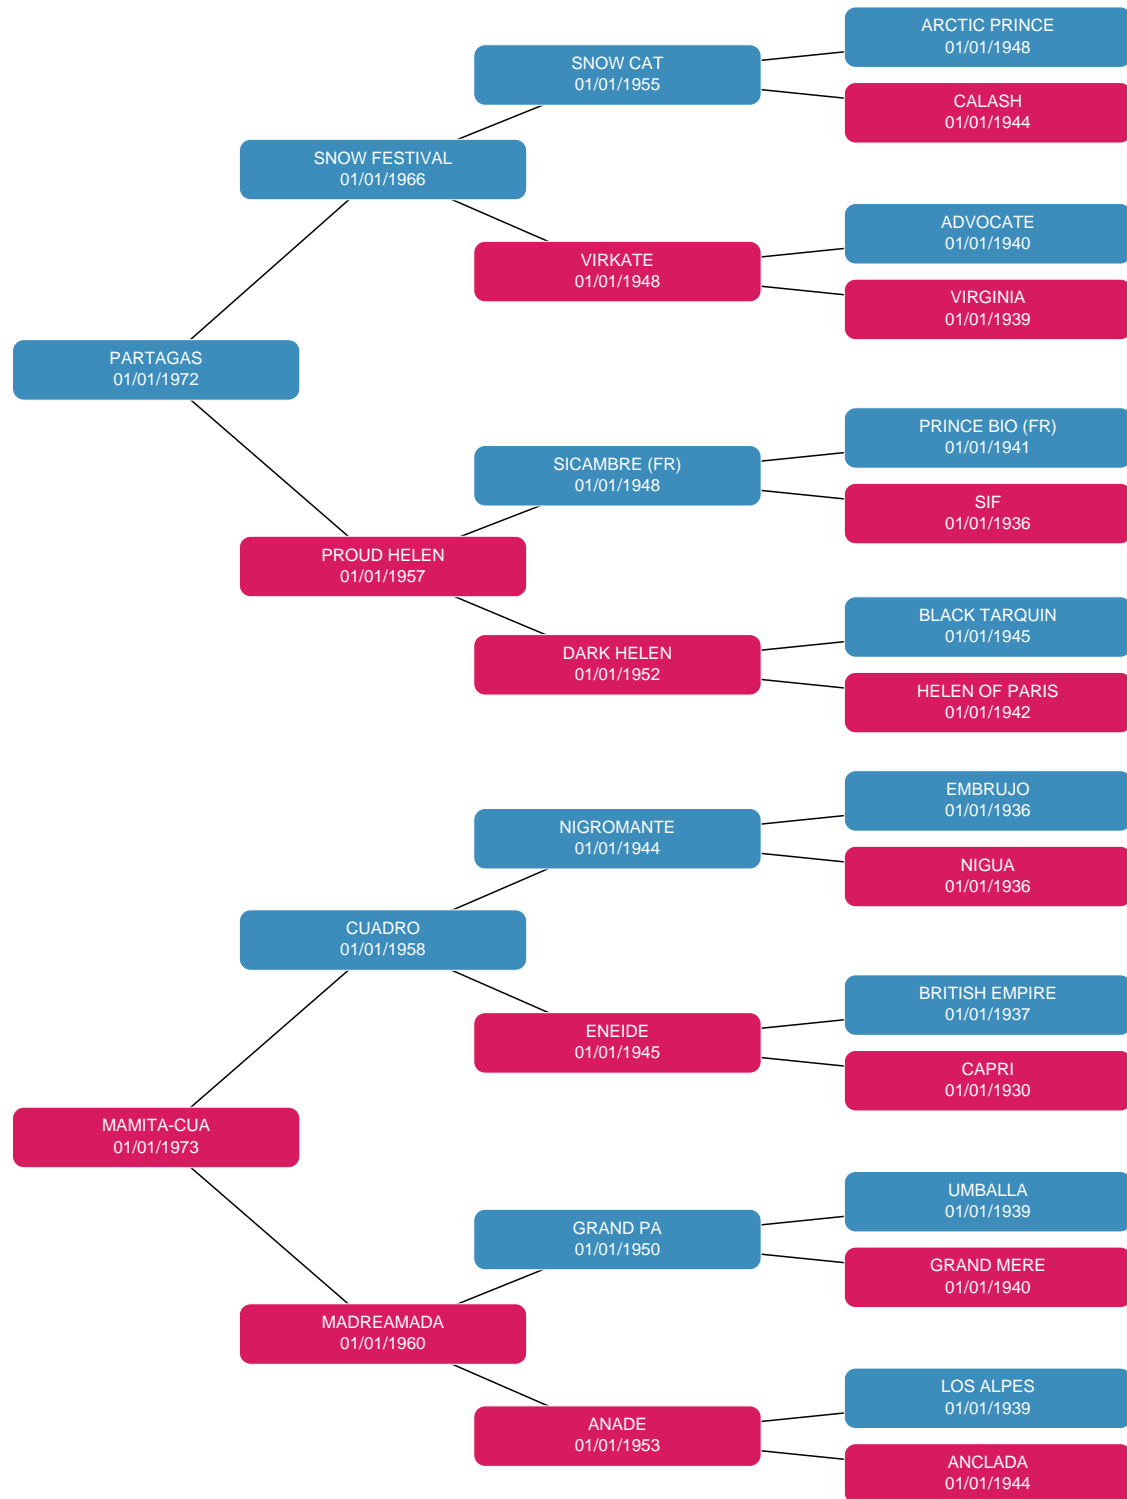 ARCTIC PRINCE
01/01/1948
SNOW CAT
01/01/1955
CALASH
01/01/1944
SNOW FESTIVAL
01/01/1966
ADVOCATE
01/01/1940
VIRKATE
01/01/1948
VIRGINIA
01/01/1939
PARTAGAS
01/01/1972
PRINCE BIO (FR)
01/01/1941
SICAMBRE (FR)
01/01/1948
SIF
01/01/1936
PROUD HELEN
01/01/1957
BLACK TARQUIN
01/01/1945
DARK HELEN
01/01/1952
HELEN OF PARIS
01/01/1942
EMBRUJO
01/01/1936
NIGROMANTE
01/01/1944
NIGUA
01/01/1936
CUADRO
01/01/1958
BRITISH EMPIRE
01/01/1937
ENEIDE
01/01/1945
CAPRI
01/01/1930
MAMITA-CUA
01/01/1973
UMBALLA
01/01/1939
GRAND PA
01/01/1950
GRAND MERE
01/01/1940
MADREAMADA
01/01/1960
LOS ALPES
01/01/1939
ANADE
01/01/1953
ANCLADA
01/01/1944